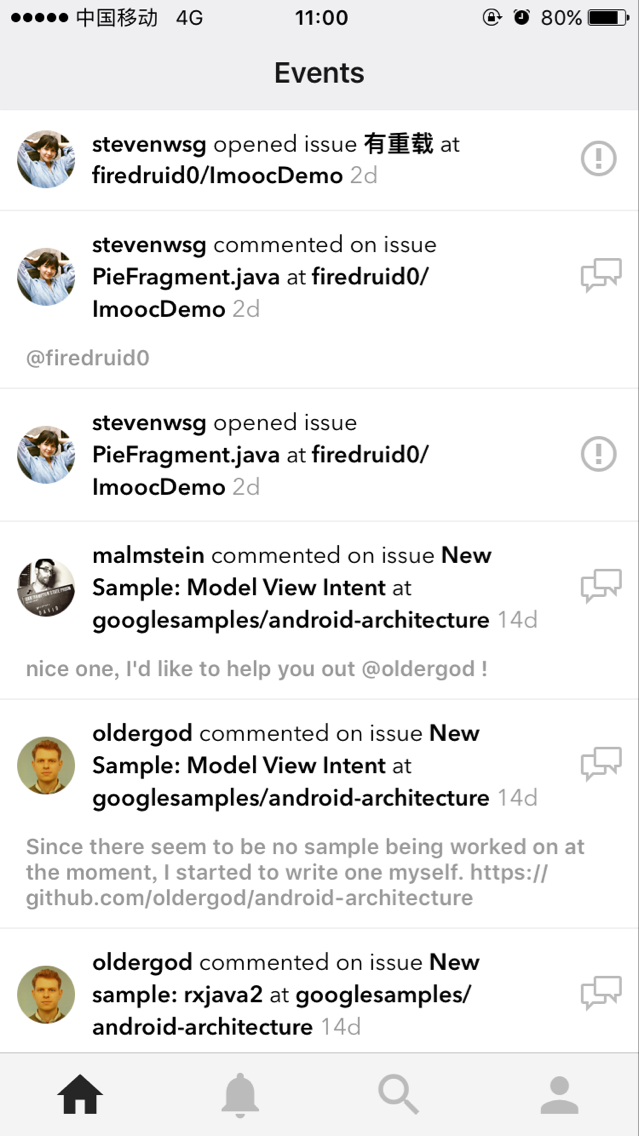 中国移动 4G 11:00 80%
Events
stevenwsg opened issue 有重载 at
firedruid0/ImoocDemo 2d
stevenwsg commented on issue
PieFragment.java at firedruid0/
ImoocDemo 2d
@firedruid0
stevenwsg opened issue
PieFragment.java at firedruid0/
ImoocDemo 2d
malmstein commented on issue New
Sample: Model View Intent at
googlesamples/android-architecture 14d
nice one, I'd like to help you out @oldergod !
oldergod commented on issue New
Sample: Model View Intent at
googlesamples/android-architecture 14d
Since there seem to be no sample being worked on at
the moment, I started to write one myself. https://
github.com/oldergod/android-architecture
oldergod commented on issue New
sample: rxjava2 at googlesamples/
android-architecture 14d